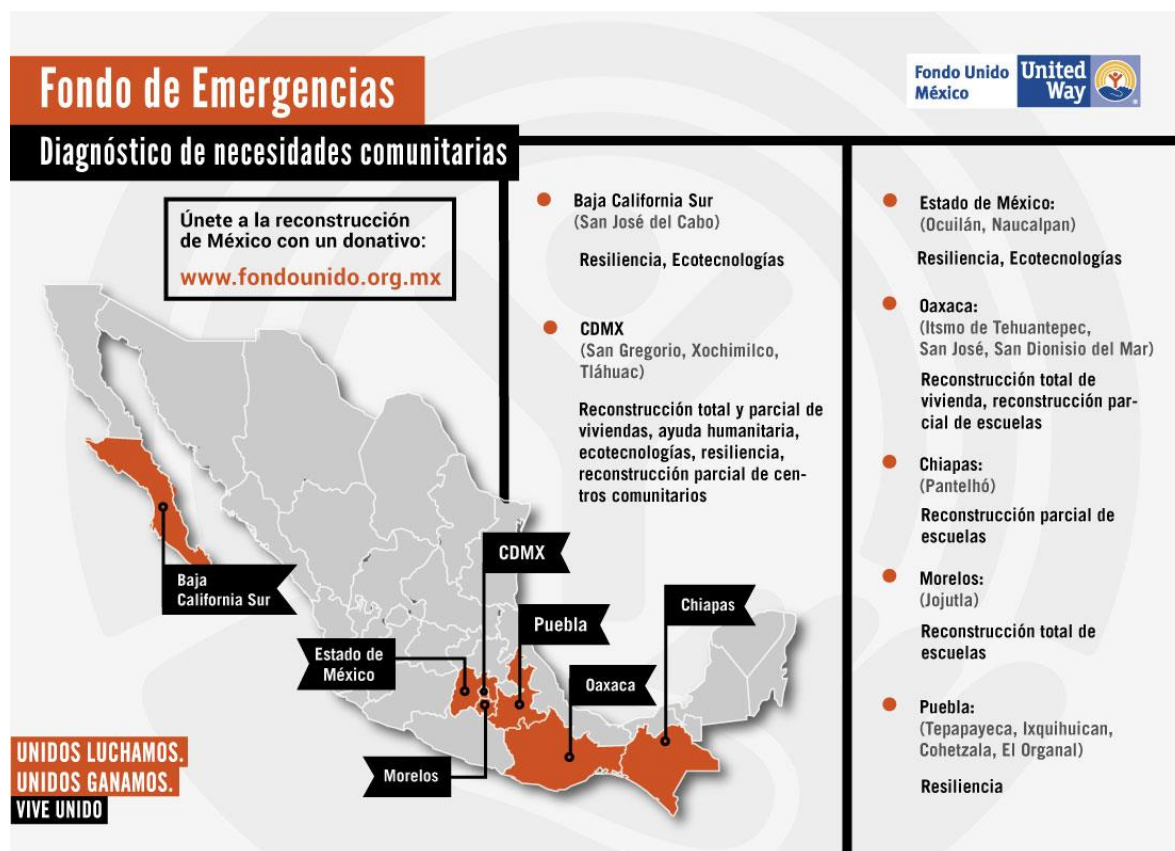 Fondo de Emergencias
Diagnóstico de necesidades comunitarias
Fondo Unido
México
United
Way
Únete a la reconstrucción
de México con un donativo:
www.fondounido.org.mx
Baja California Sur
(San José del Cabo)
Resiliencia, Ecotecnologías
CDMX
(San Gregorio, Xochimilco,
Tláhuac)
Reconstrucción total y parcial de
viviendas, ayuda humanitaria,
ecotecnologías, resiliencia,
reconstrucción parcial de cen-
tros comunitarios
Estado de México:
(Ocuilán, Naucalpan)
Resiliencia, Ecotecnologías
Oaxaca:
(Itsmo de Tehuantepec,
San José, San Dionisio del Mar)
Reconstrucción total de
vivienda, reconstrucción par-
cial de escuelas
Chiapas:
(Pantelhó)
Reconstrucción parcial de
escuelas
Morelos:
(Jojutla)
Reconstrucción total de
escuelas
Puebla:
(Tepapayeca, Ixquihuican,
Cohetzala, El Organal)
Resiliencia
Baja
California Sur
CDMX
Puebla
Chiapas
Estado de
México
Oaxaca
Morelos
UNIDOS LUCHAMOS.
UNIDOS GANAMOS.
VIVE UNIDO